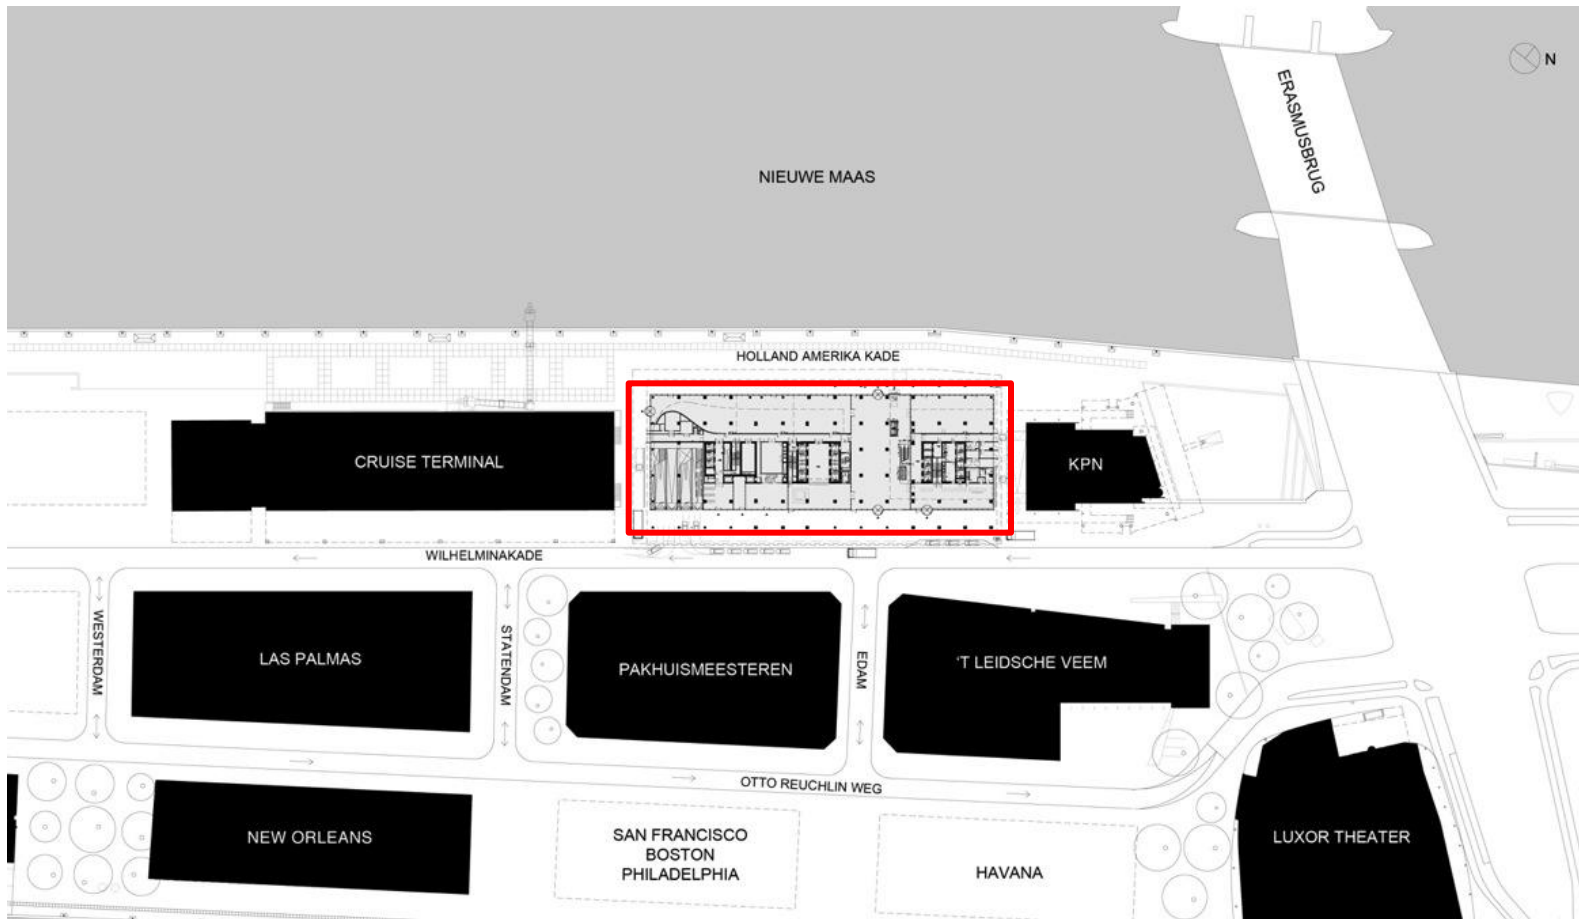 N
ERASMUSBRUG
NIEUWE MAAS
HOLLAND AMERIKA KADE
CRUISE TERMINAL
KPN
WILHELMINAKADE
WESTERDAM
LAS PALMAS
STATENDAM
PAKHUISMEESTEREN
EDAM
'T LEIDSCHE VEEM
OTTO REUCHLIN WEG
NEW ORLEANS
SAN FRANCISCO
BOSTON
PHILADELPHIA
HAVANA
LUXOR THEATER